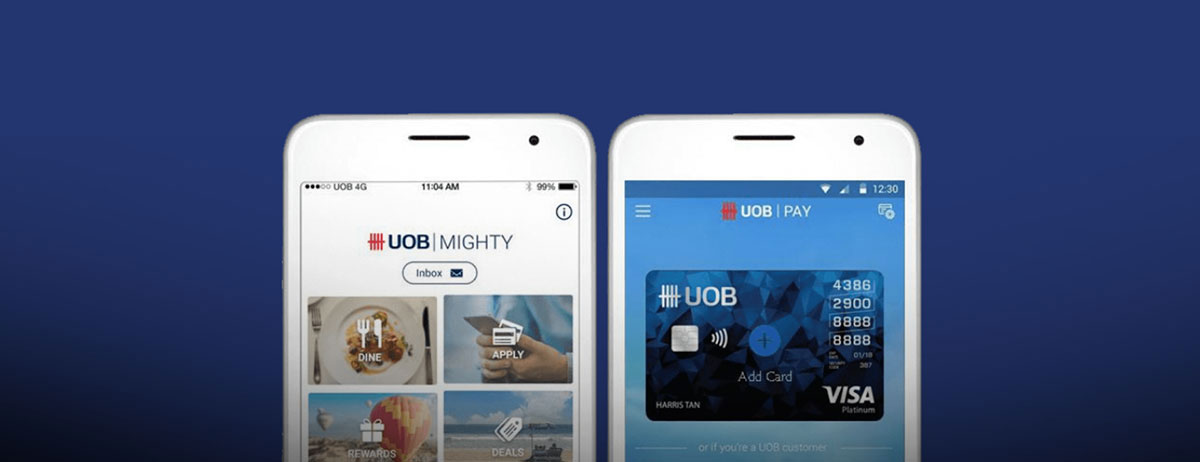 UOB 4G 11:04 AM 99%
UOB | MIGHTY
Inbox
DINE
APPLY
REWARDS
DEALS
12:30
UOB | PAY
UOB
4386
2900
8888
8888
01/18
387
Add Card
HARRIS TAN
VISA
Platinum
or if you're a UOB customer